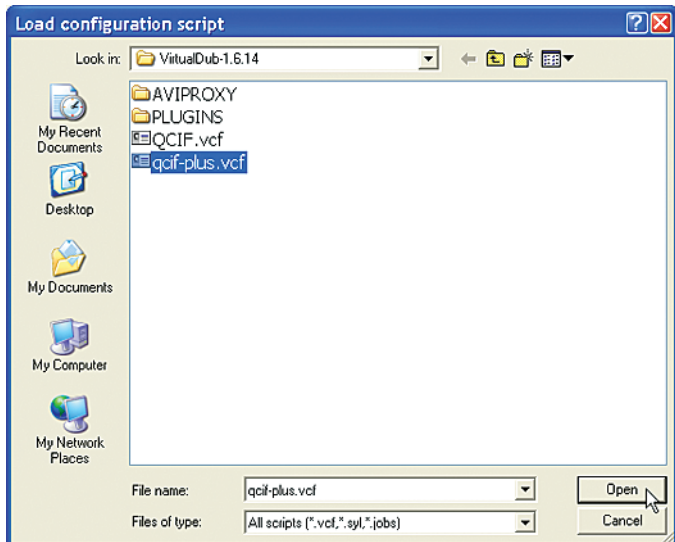 Load configuration script
Look in: VirtualDub-1.6.14
AVIPROXY
PLUGINS
QCIF.vcf
qcif-plus.vcf
My Recent
Documents
Desktop
My Documents
My Computer
My Network
Places
File name: qcif-plus.vcf Open
Files of type: All scripts (*.vcf,*.syl,*.jobs) Cancel